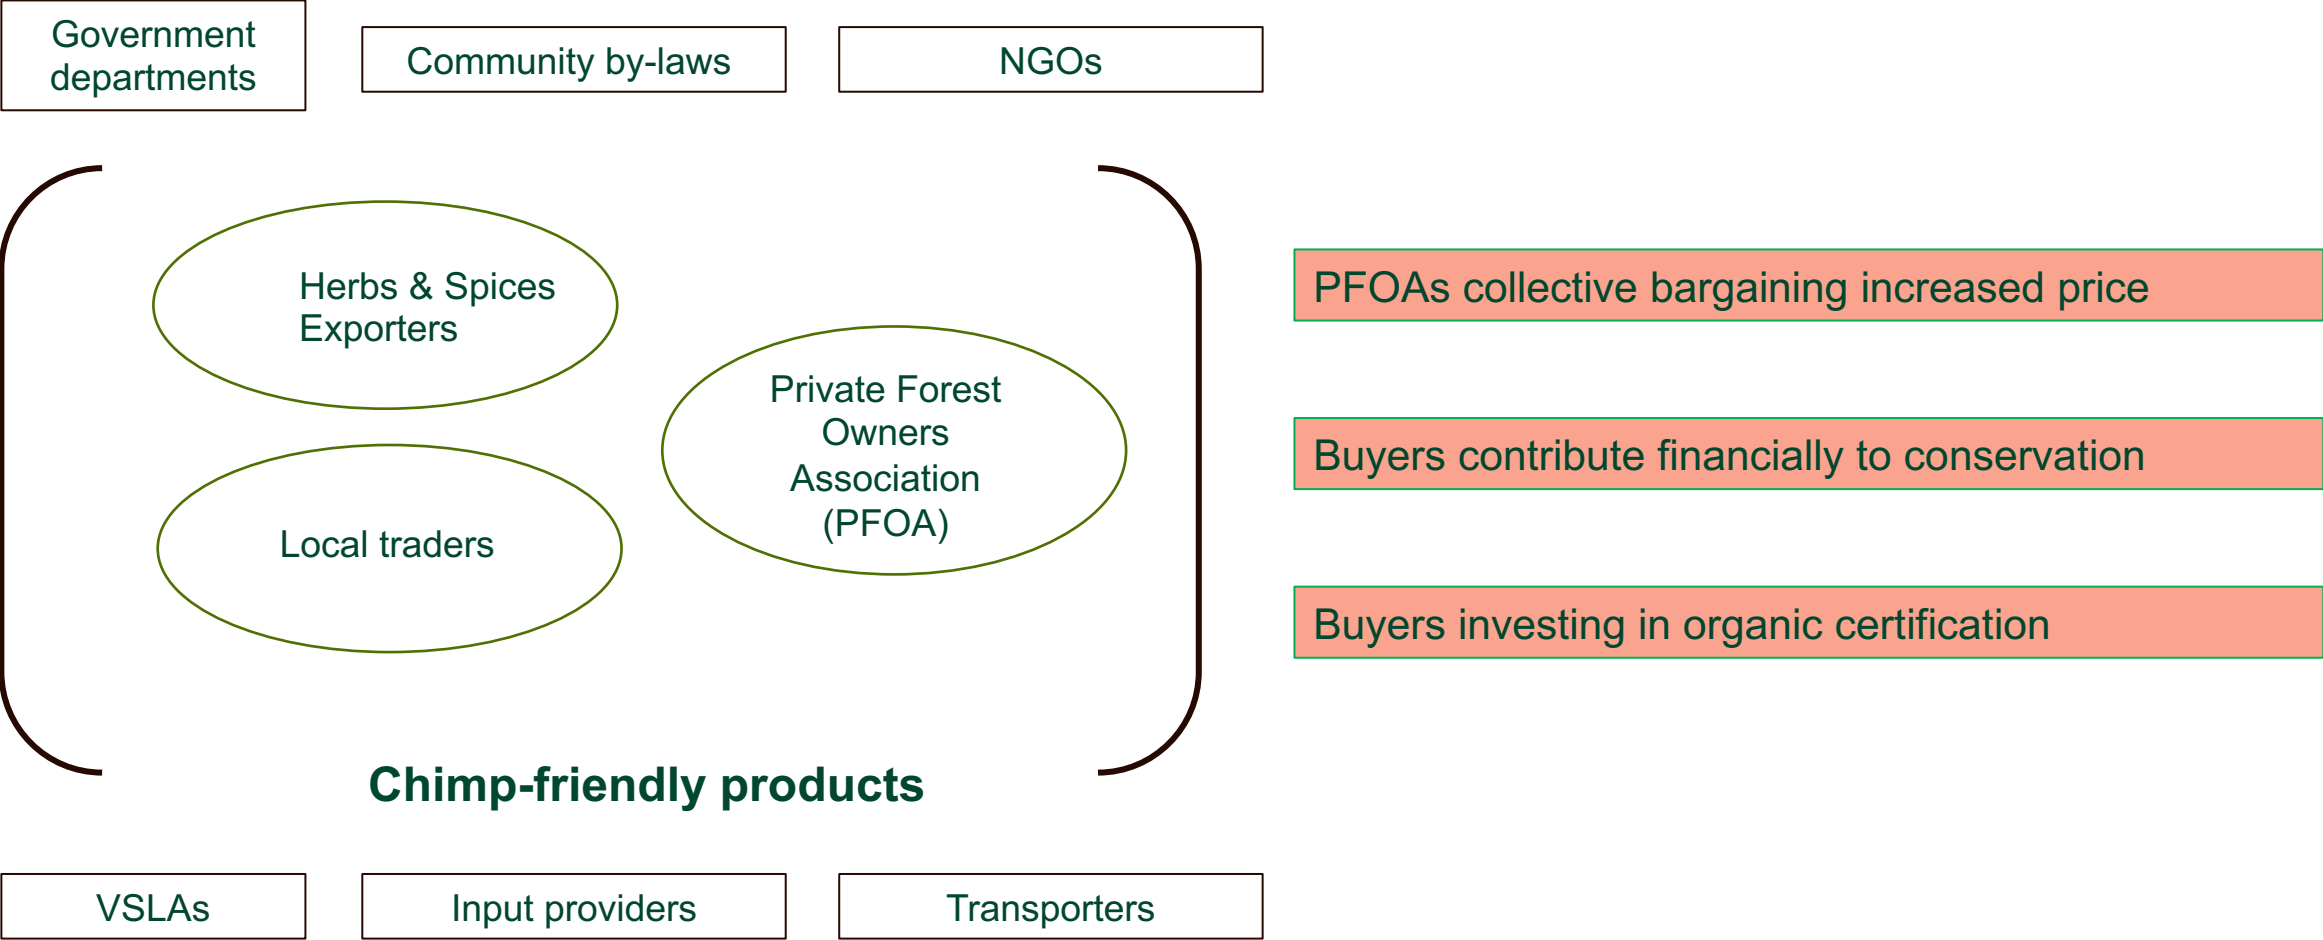 Government
departments
Community by-laws
NGOs
Herbs & Spices
Exporters
Private Forest
Owners
Association
(PFOA)
Local traders
Chimp-friendly products
PFOAs collective bargaining increased price
Buyers contribute financially to conservation
Buyers investing in organic certification
VSLAs
Input providers
Transporters